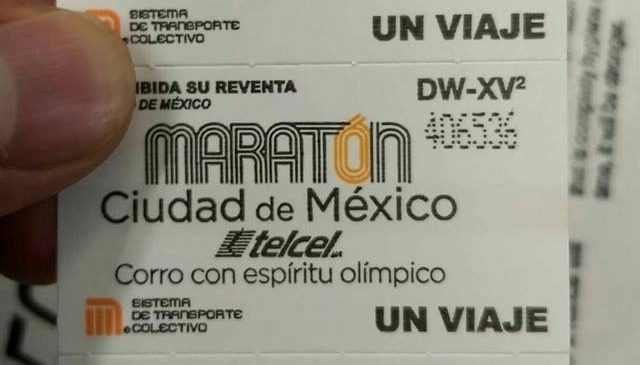 SISTEMA
DE TRANSPORTE
COLECTIVO
UN VIAJE
IBIDA SU REVENTA
DE MÉXICO
DW-XV²
406536
MARATÓN
Ciudad de México
telcel
Corro con espíritu olímpico
SISTEMA
DE TRANSPORTE
COLECTIVO
UN VIAJE